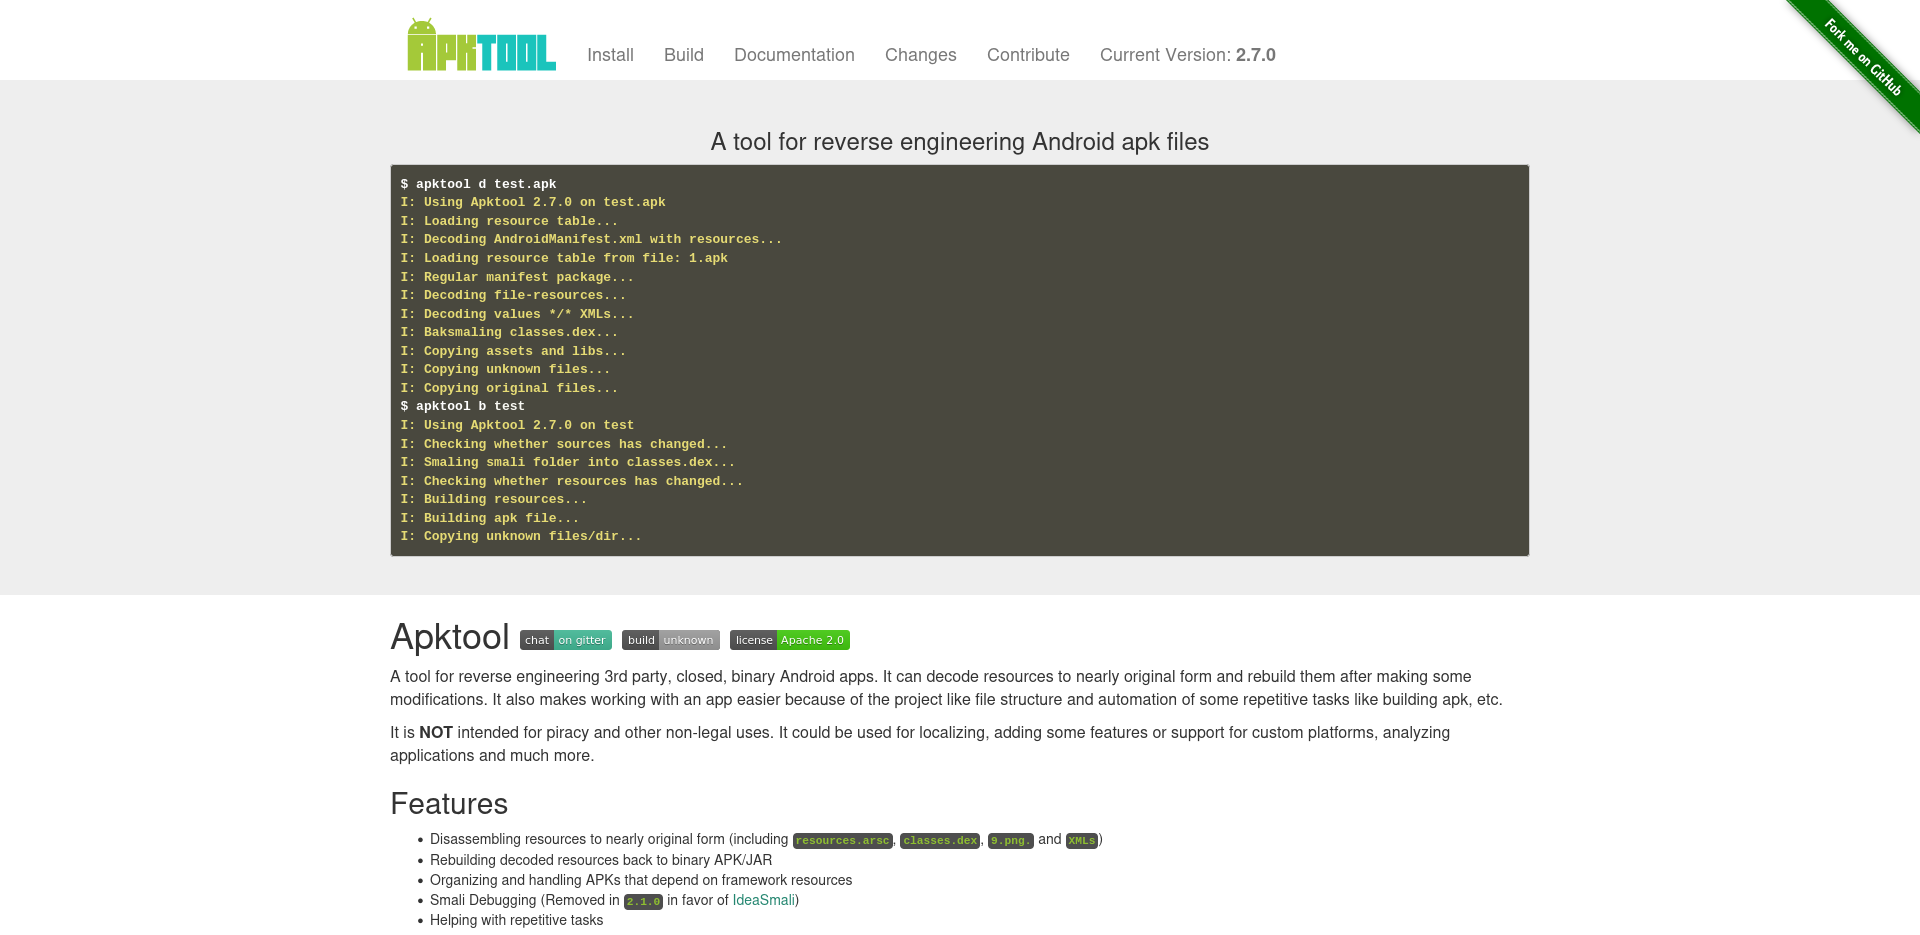 APKTOOL Install Build Documentation Changes Contribute Current Version: 2.7.0
Fork me on GitHub
A tool for reverse engineering Android apk files
$ apktool d test.apk
I: Using Apktool 2.7.0 on test.apk
I: Loading resource table...
I: Decoding AndroidManifest.xml with resources...
I: Loading resource table from file: 1.apk
I: Regular manifest package...
I: Decoding file-resources...
I: Decoding values */* XMLs...
I: Baksmaling classes.dex...
I: Copying assets and libs...
I: Copying unknown files...
I: Copying original files...
$ apktool b test
I: Using Apktool 2.7.0 on test
I: Checking whether sources has changed...
I: Smaling smali folder into classes.dex...
I: Checking whether resources has changed...
I: Building resources...
I: Building apk file...
I: Copying unknown files/dir...
Apktool chat on gitter build unknown license Apache 2.0
A tool for reverse engineering 3rd party, closed, binary Android apps. It can decode resources to nearly original form and rebuild them after making some
modifications. It also makes working with an app easier because of the project like file structure and automation of some repetitive tasks like building apk, etc.
It is NOT intended for piracy and other non-legal uses. It could be used for localizing, adding some features or support for custom platforms, analyzing
applications and much more.
Features
• Disassembling resources to nearly original form (including resources.arsc, classes.dex, 9.png. and XMLs)
• Rebuilding decoded resources back to binary APK/JAR
• Organizing and handling APKs that depend on framework resources
• Smali Debugging (Removed in 2.1.0 in favor of IdeaSmali)
• Helping with repetitive tasks